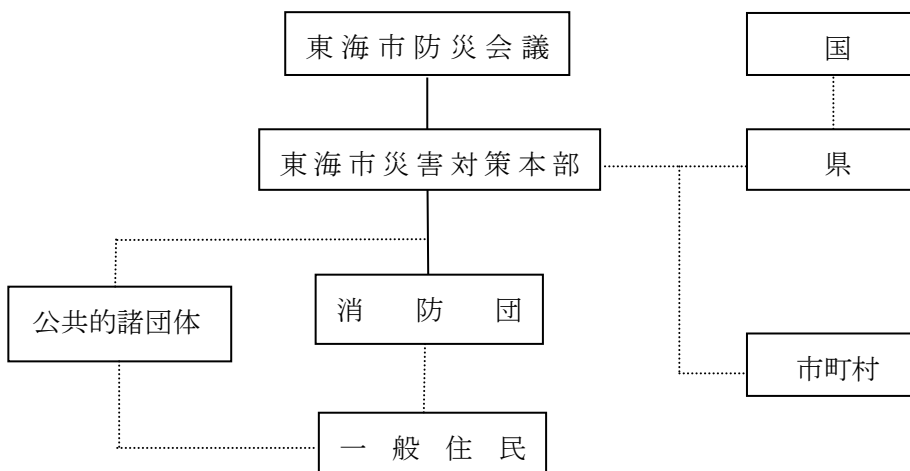 東海市防災会議
国
東海市災害対策本部
県
公共的諸団体
消防団
市町村
一般住民